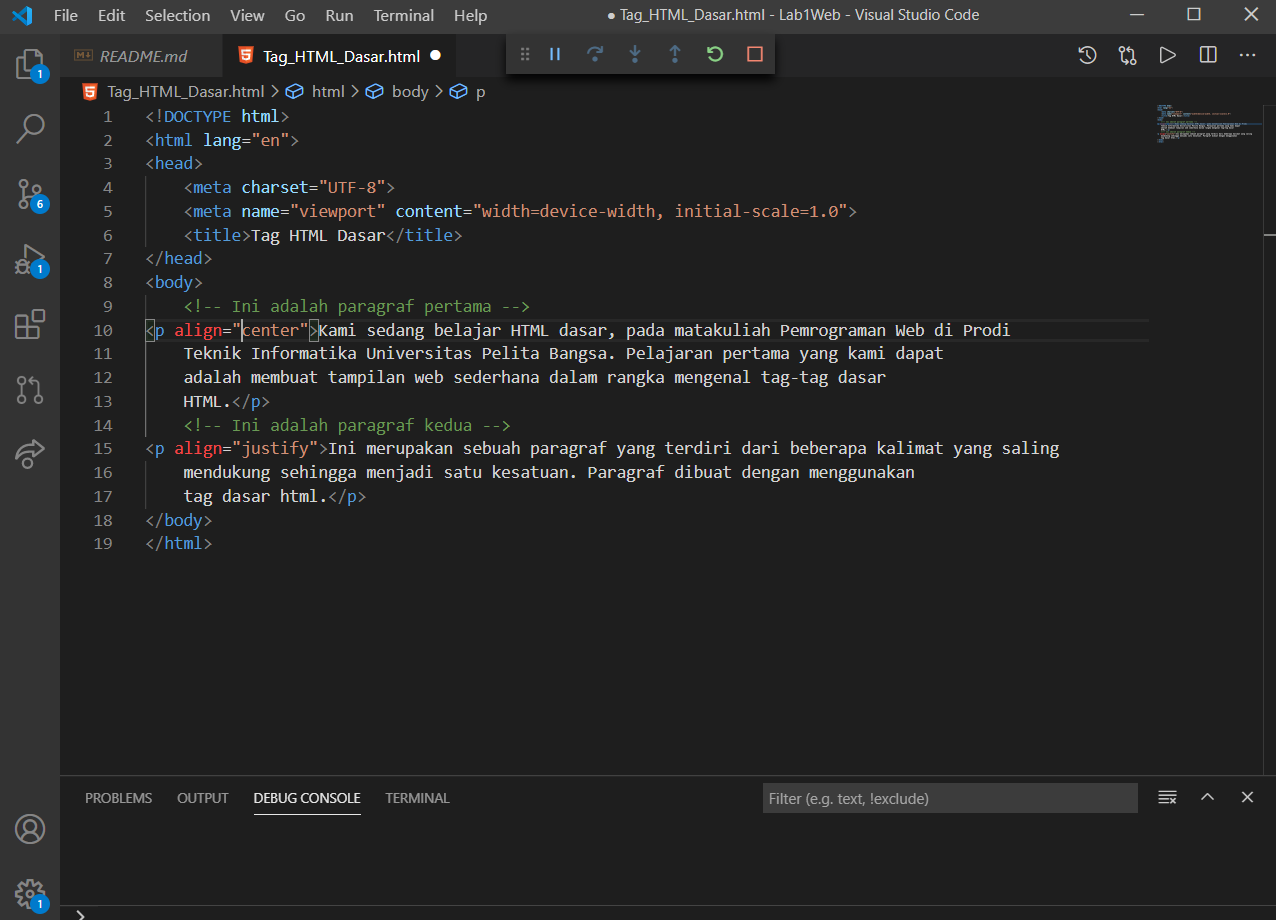 File Edit Selection View Go Run Terminal Help ● Tag_HTML_Dasar.html - Lab1Web - Visual Studio Code
README.md Tag_HTML_Dasar.html
Tag_HTML_Dasar.html > html > body > p
1 <!DOCTYPE html>
2 <html lang="en">
3 <head>
4 <meta charset="UTF-8">
5 <meta name="viewport" content="width=device-width, initial-scale=1.0">
6 <title>Tag HTML Dasar</title>
7 </head>
8 <body>
9 <!-- Ini adalah paragraf pertama -->
10 <p align="center">Kami sedang belajar HTML dasar, pada matakuliah Pemrograman Web di Prodi
11 Teknik Informatika Universitas Pelita Bangsa. Pelajaran pertama yang kami dapat
12 adalah membuat tampilan web sederhana dalam rangka mengenal tag-tag dasar
13 HTML.</p>
14 <!-- Ini adalah paragraf kedua -->
15 <p align="justify">Ini merupakan sebuah paragraf yang terdiri dari beberapa kalimat yang saling
16 mendukung sehingga menjadi satu kesatuan. Paragraf dibuat dengan menggunakan
17 tag dasar html.</p>
18 </body>
19 </html>
1
6
1
1
PROBLEMS OUTPUT DEBUG CONSOLE TERMINAL Filter (e.g. text, !exclude)